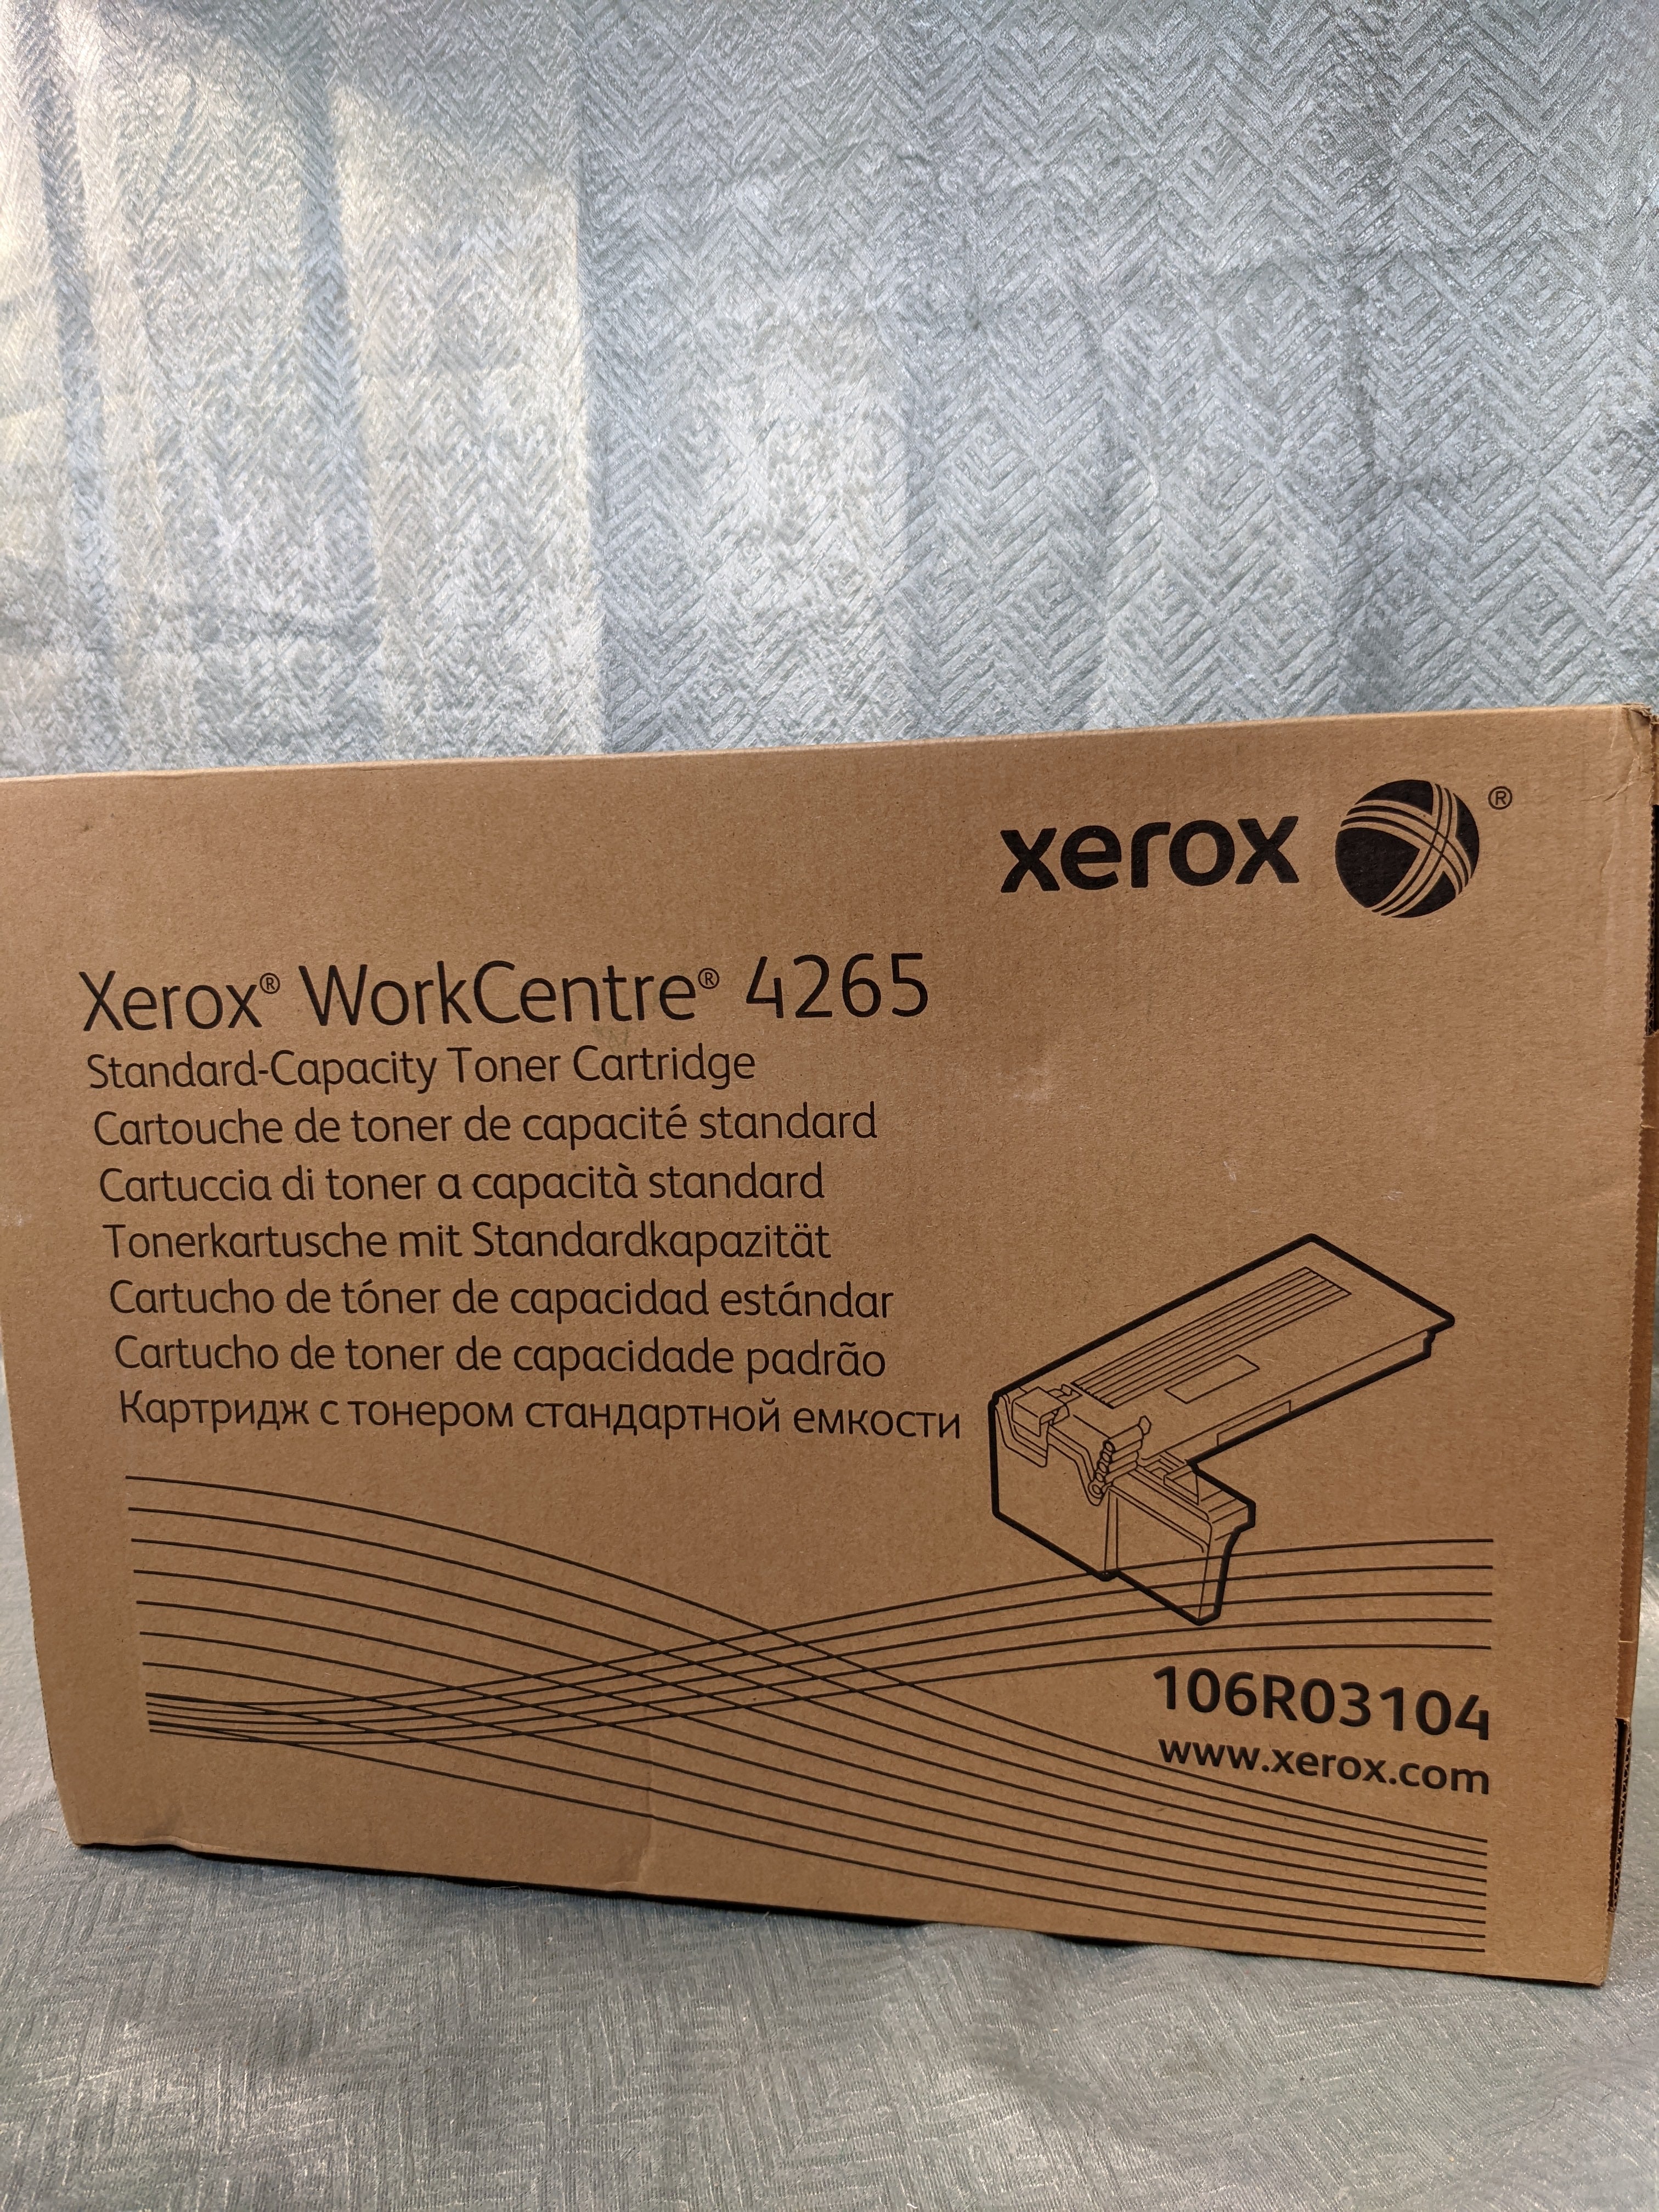 xerox ®
Xerox® WorkCentre® 4265
Standard-Capacity Toner Cartridge
Cartouche de toner de capacité standard
Cartuccia di toner a capacità standard
Tonerkartusche mit Standardkapazität
Cartucho de tóner de capacidad estándar
Cartucho de toner de capacidade padrão
Картридж с тонером стандартной емкости
106R03104
www.xerox.com